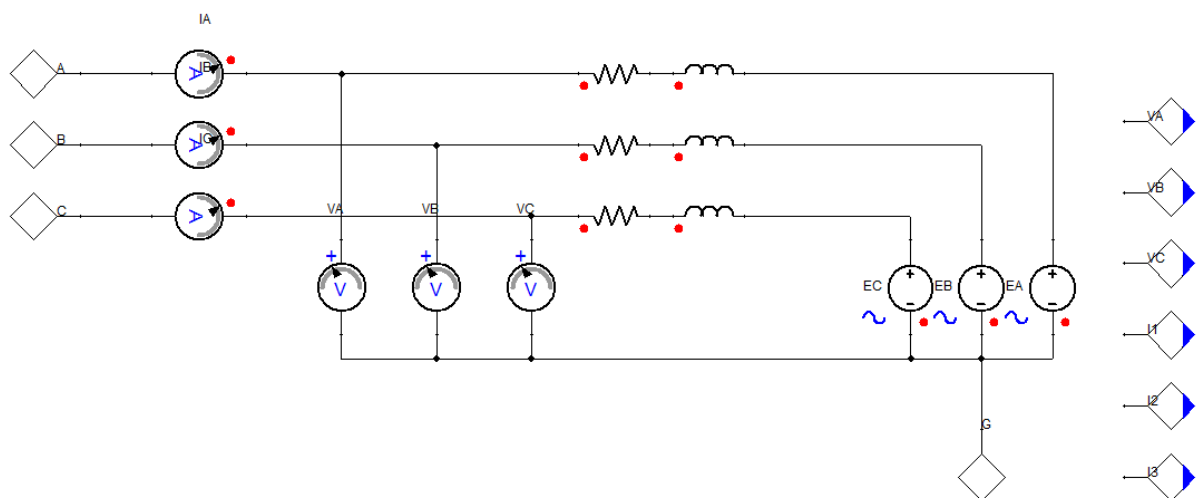 IA
A
A
IB
B
A
IC
C
A
VA
VB
VC
+
+
+
V
V
V
EC
EB
EA
+
+
+
-
-
-
G
VA
VB
VC
I1
I2
I3